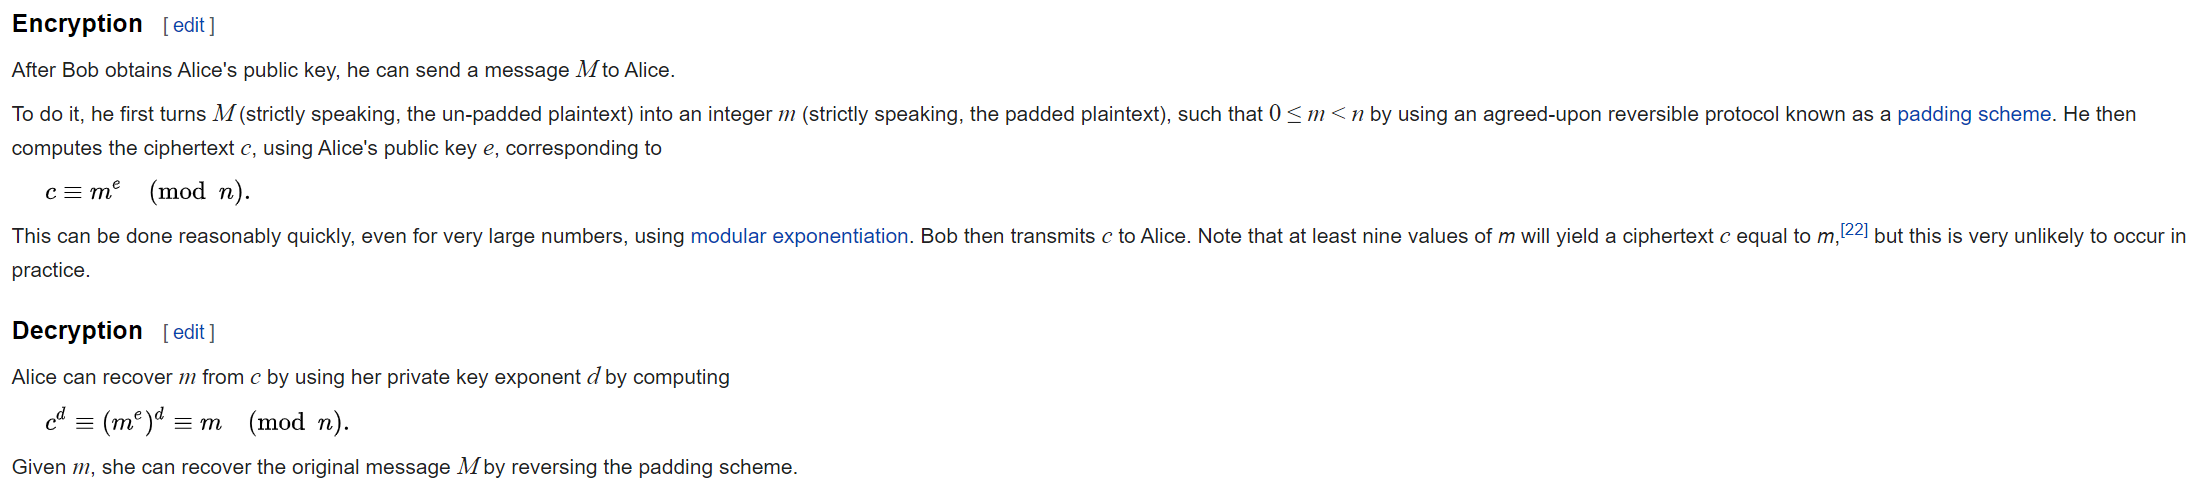 Encryption [ edit ]
After Bob obtains Alice's public key, he can send a message M to Alice.
To do it, he first turns M (strictly speaking, the un-padded plaintext) into an integer m (strictly speaking, the padded plaintext), such that 0 ≤ m < n by using an agreed-upon reversible protocol known as a padding scheme. He then
computes the ciphertext c, using Alice's public key e, corresponding to
c ≡ mᵉ (mod n).
This can be done reasonably quickly, even for very large numbers, using modular exponentiation. Bob then transmits c to Alice. Note that at least nine values of m will yield a ciphertext c equal to m,[22] but this is very unlikely to occur in
practice.
Decryption [ edit ]
Alice can recover m from c by using her private key exponent d by computing
cᵈ ≡ (mᵉ)ᵈ ≡ m (mod n).
Given m, she can recover the original message M by reversing the padding scheme.